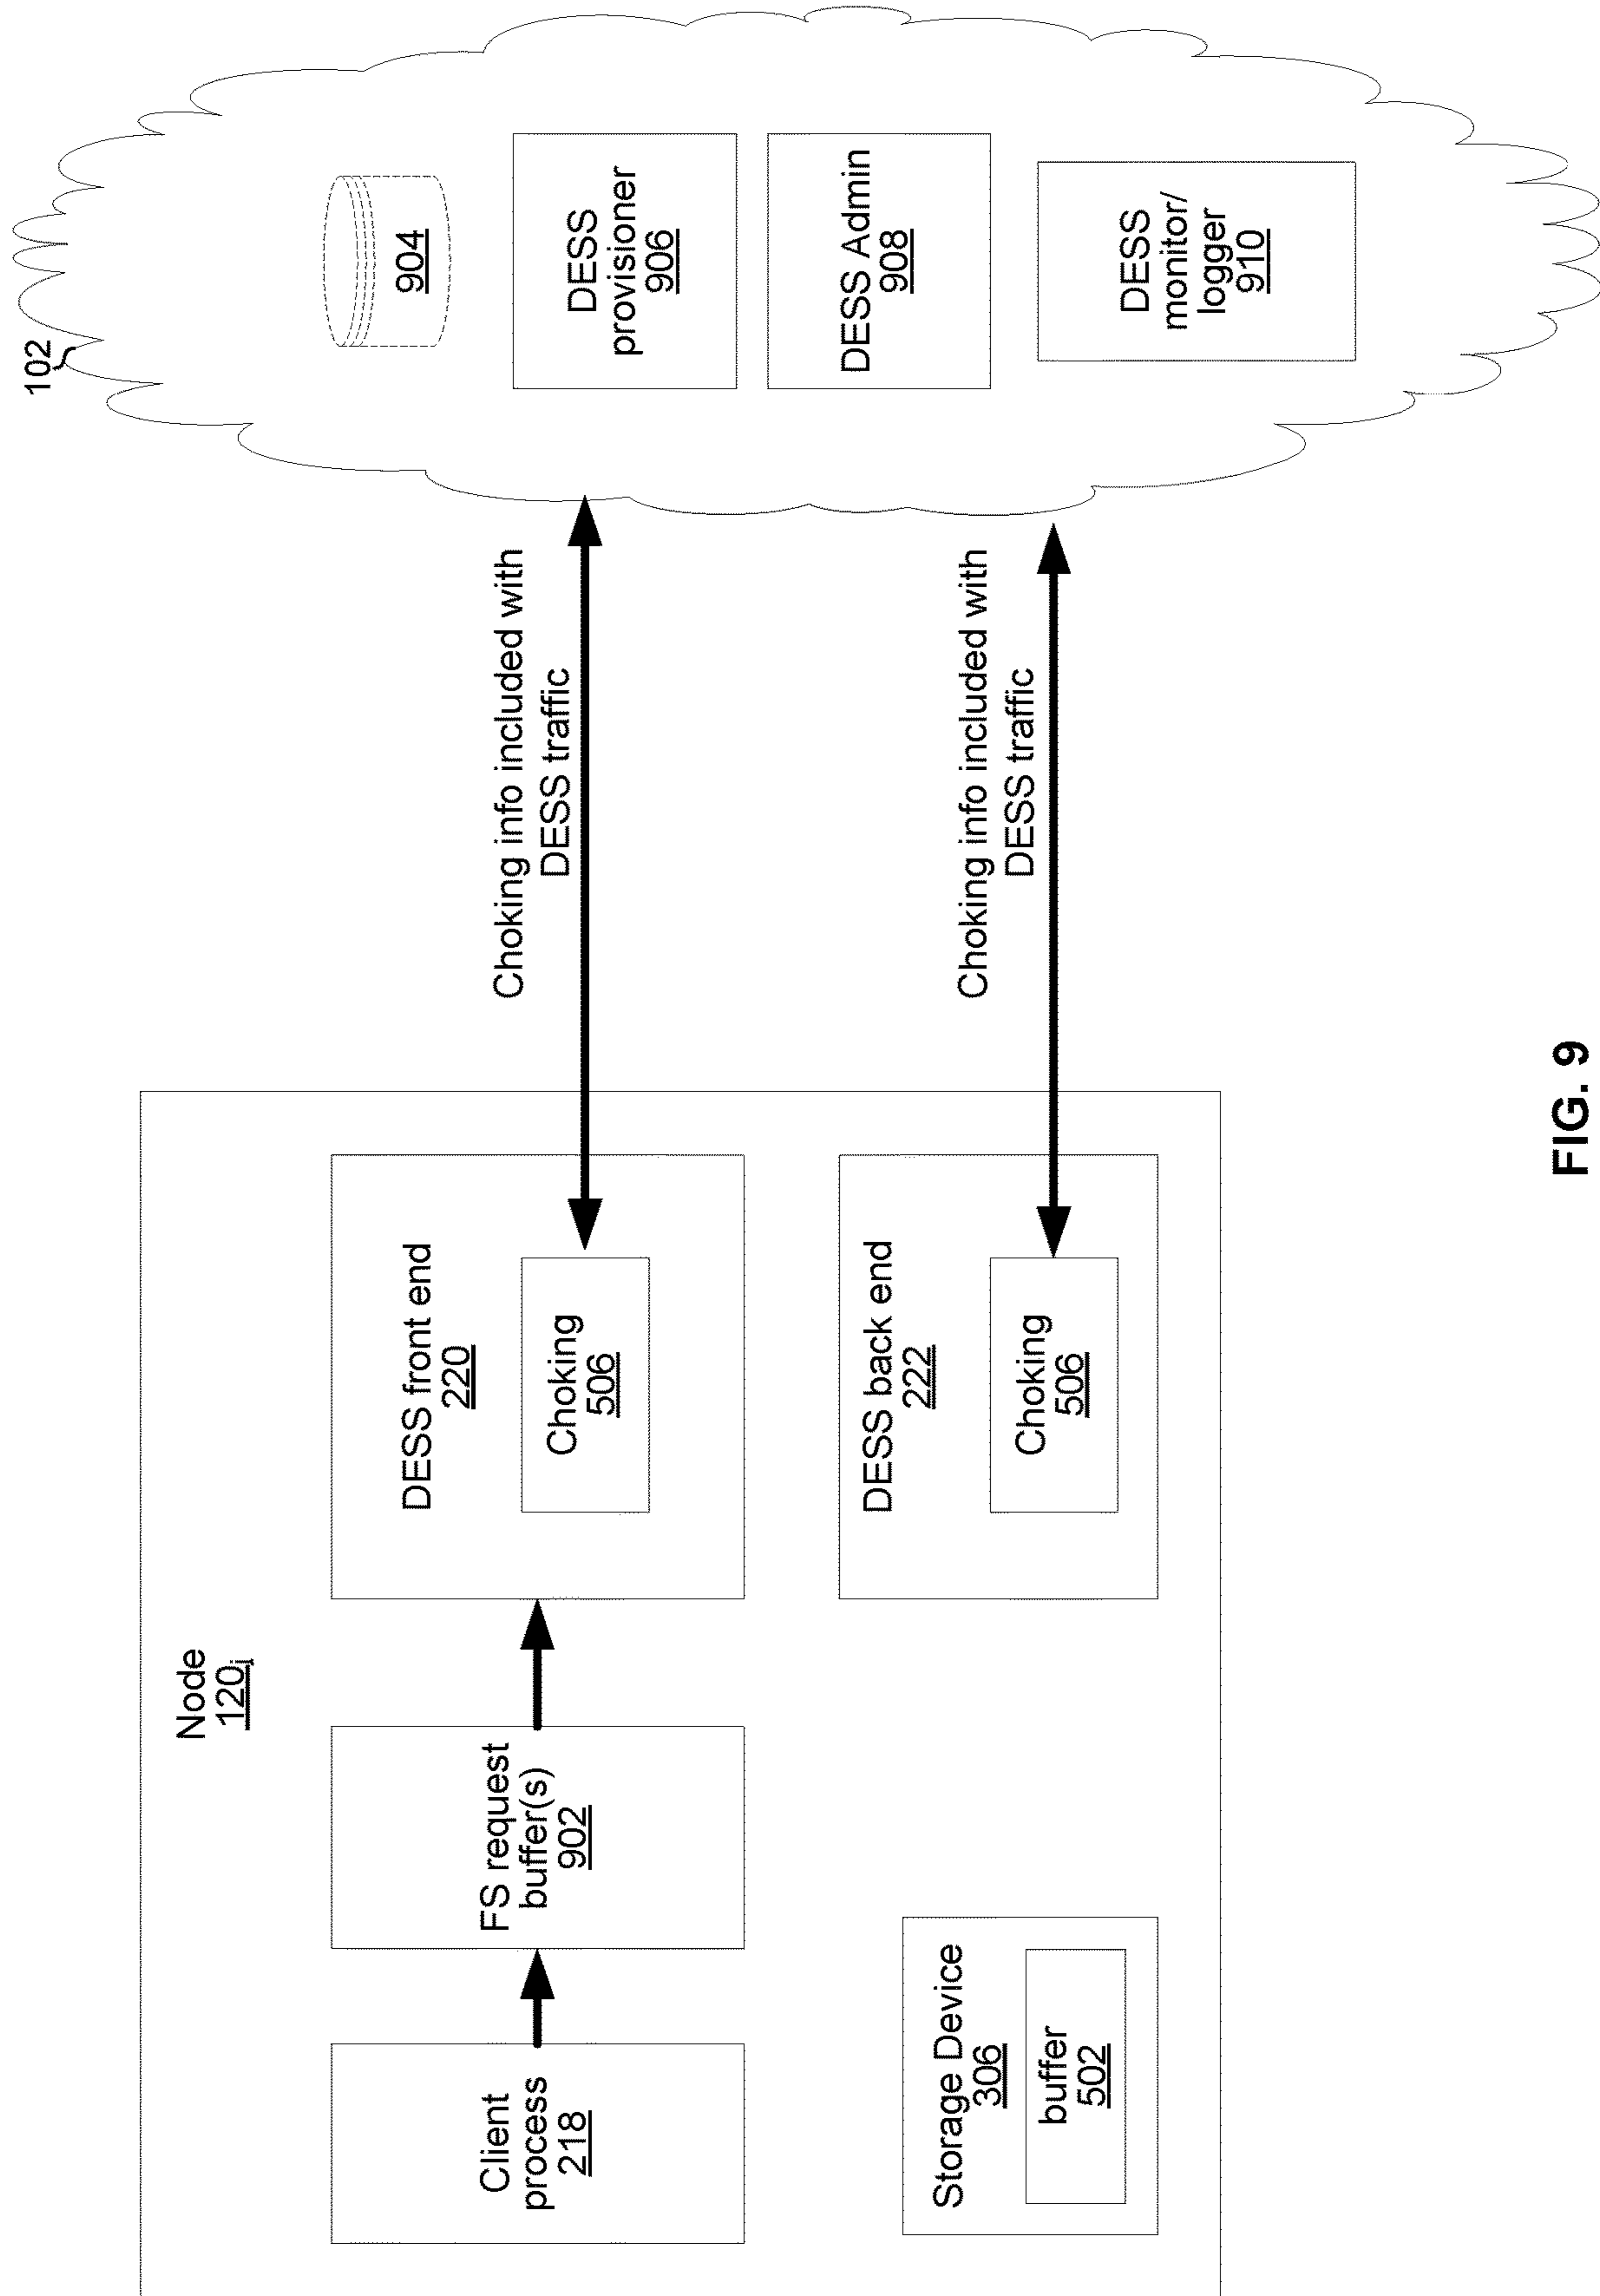 Node
120i
Client
process
218
FS request
buffer(s)
902
DESS front end
220
Choking
506
Storage Device
306
buffer
502
DESS back end
222
Choking
506
Choking info included with
DESS traffic
Choking info included with
DESS traffic
102
904
DESS
provisioner
906
DESS Admin
908
DESS
monitor/
logger
910
FIG. 9